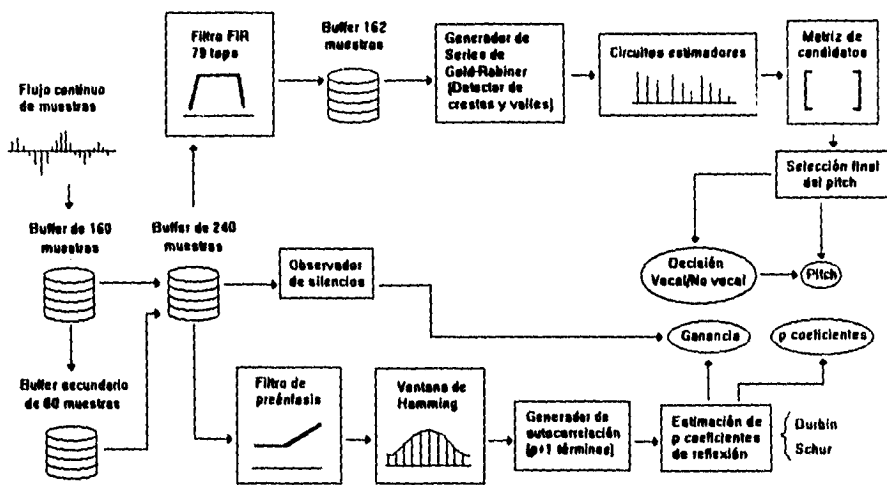 Filtro FIR
79 taps
Buffer 162
muestras
Generador de
Series de
Gold-Rabiner
(Detector de
crestas y valles)
Circuitos estimadores
Matriz de
candidatos
Flujo continuo
de muestras
Selección final
del pitch
Buffer de 160
muestras
Buffer de 240
muestras
Observador
de silencios
Decisión
Vocal/No vocal
Pitch
Ganancia
p coeficientes
Buffer secundario
de 80 muestras
Filtro de
preénfasis
Ventana de
Hamming
Generador de
autocorrelación
(p+1 términos)
Estimación de
p coeficientes
de reflexión
Durbin
Schur